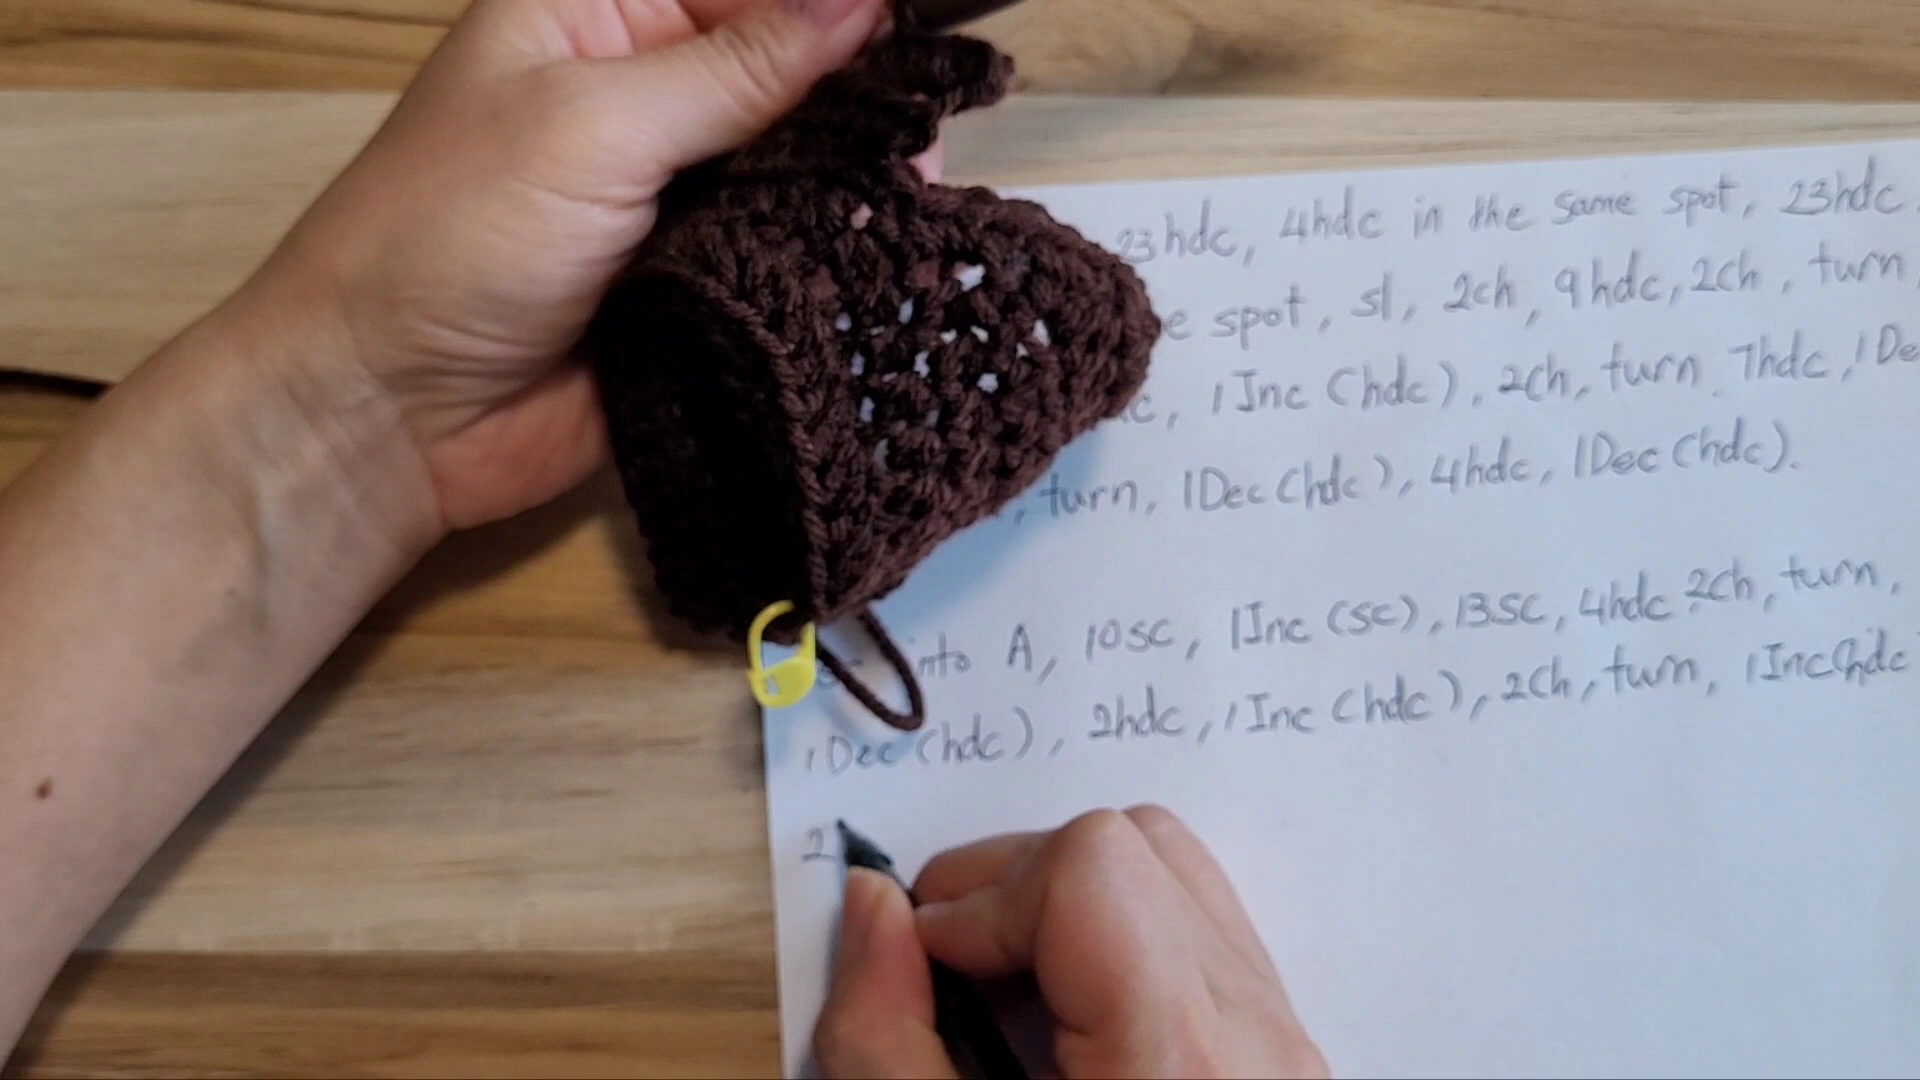 23hdc, 4hdc in the same spot, 23hdc,
spot, sl, 2ch, 9hdc, 2ch, turn,
1Inc (hdc), 2ch, turn, 7hdc, 1De
turn, 1Dec (hdc), 4hdc, 1Dec (hdc).
into A, 10sc, 1Inc (sc), 13sc, 4hdc 2ch, turn,
1Dec (hdc), 2hdc, 1Inc (hdc), 2ch, turn, 1Inc(hdc
2